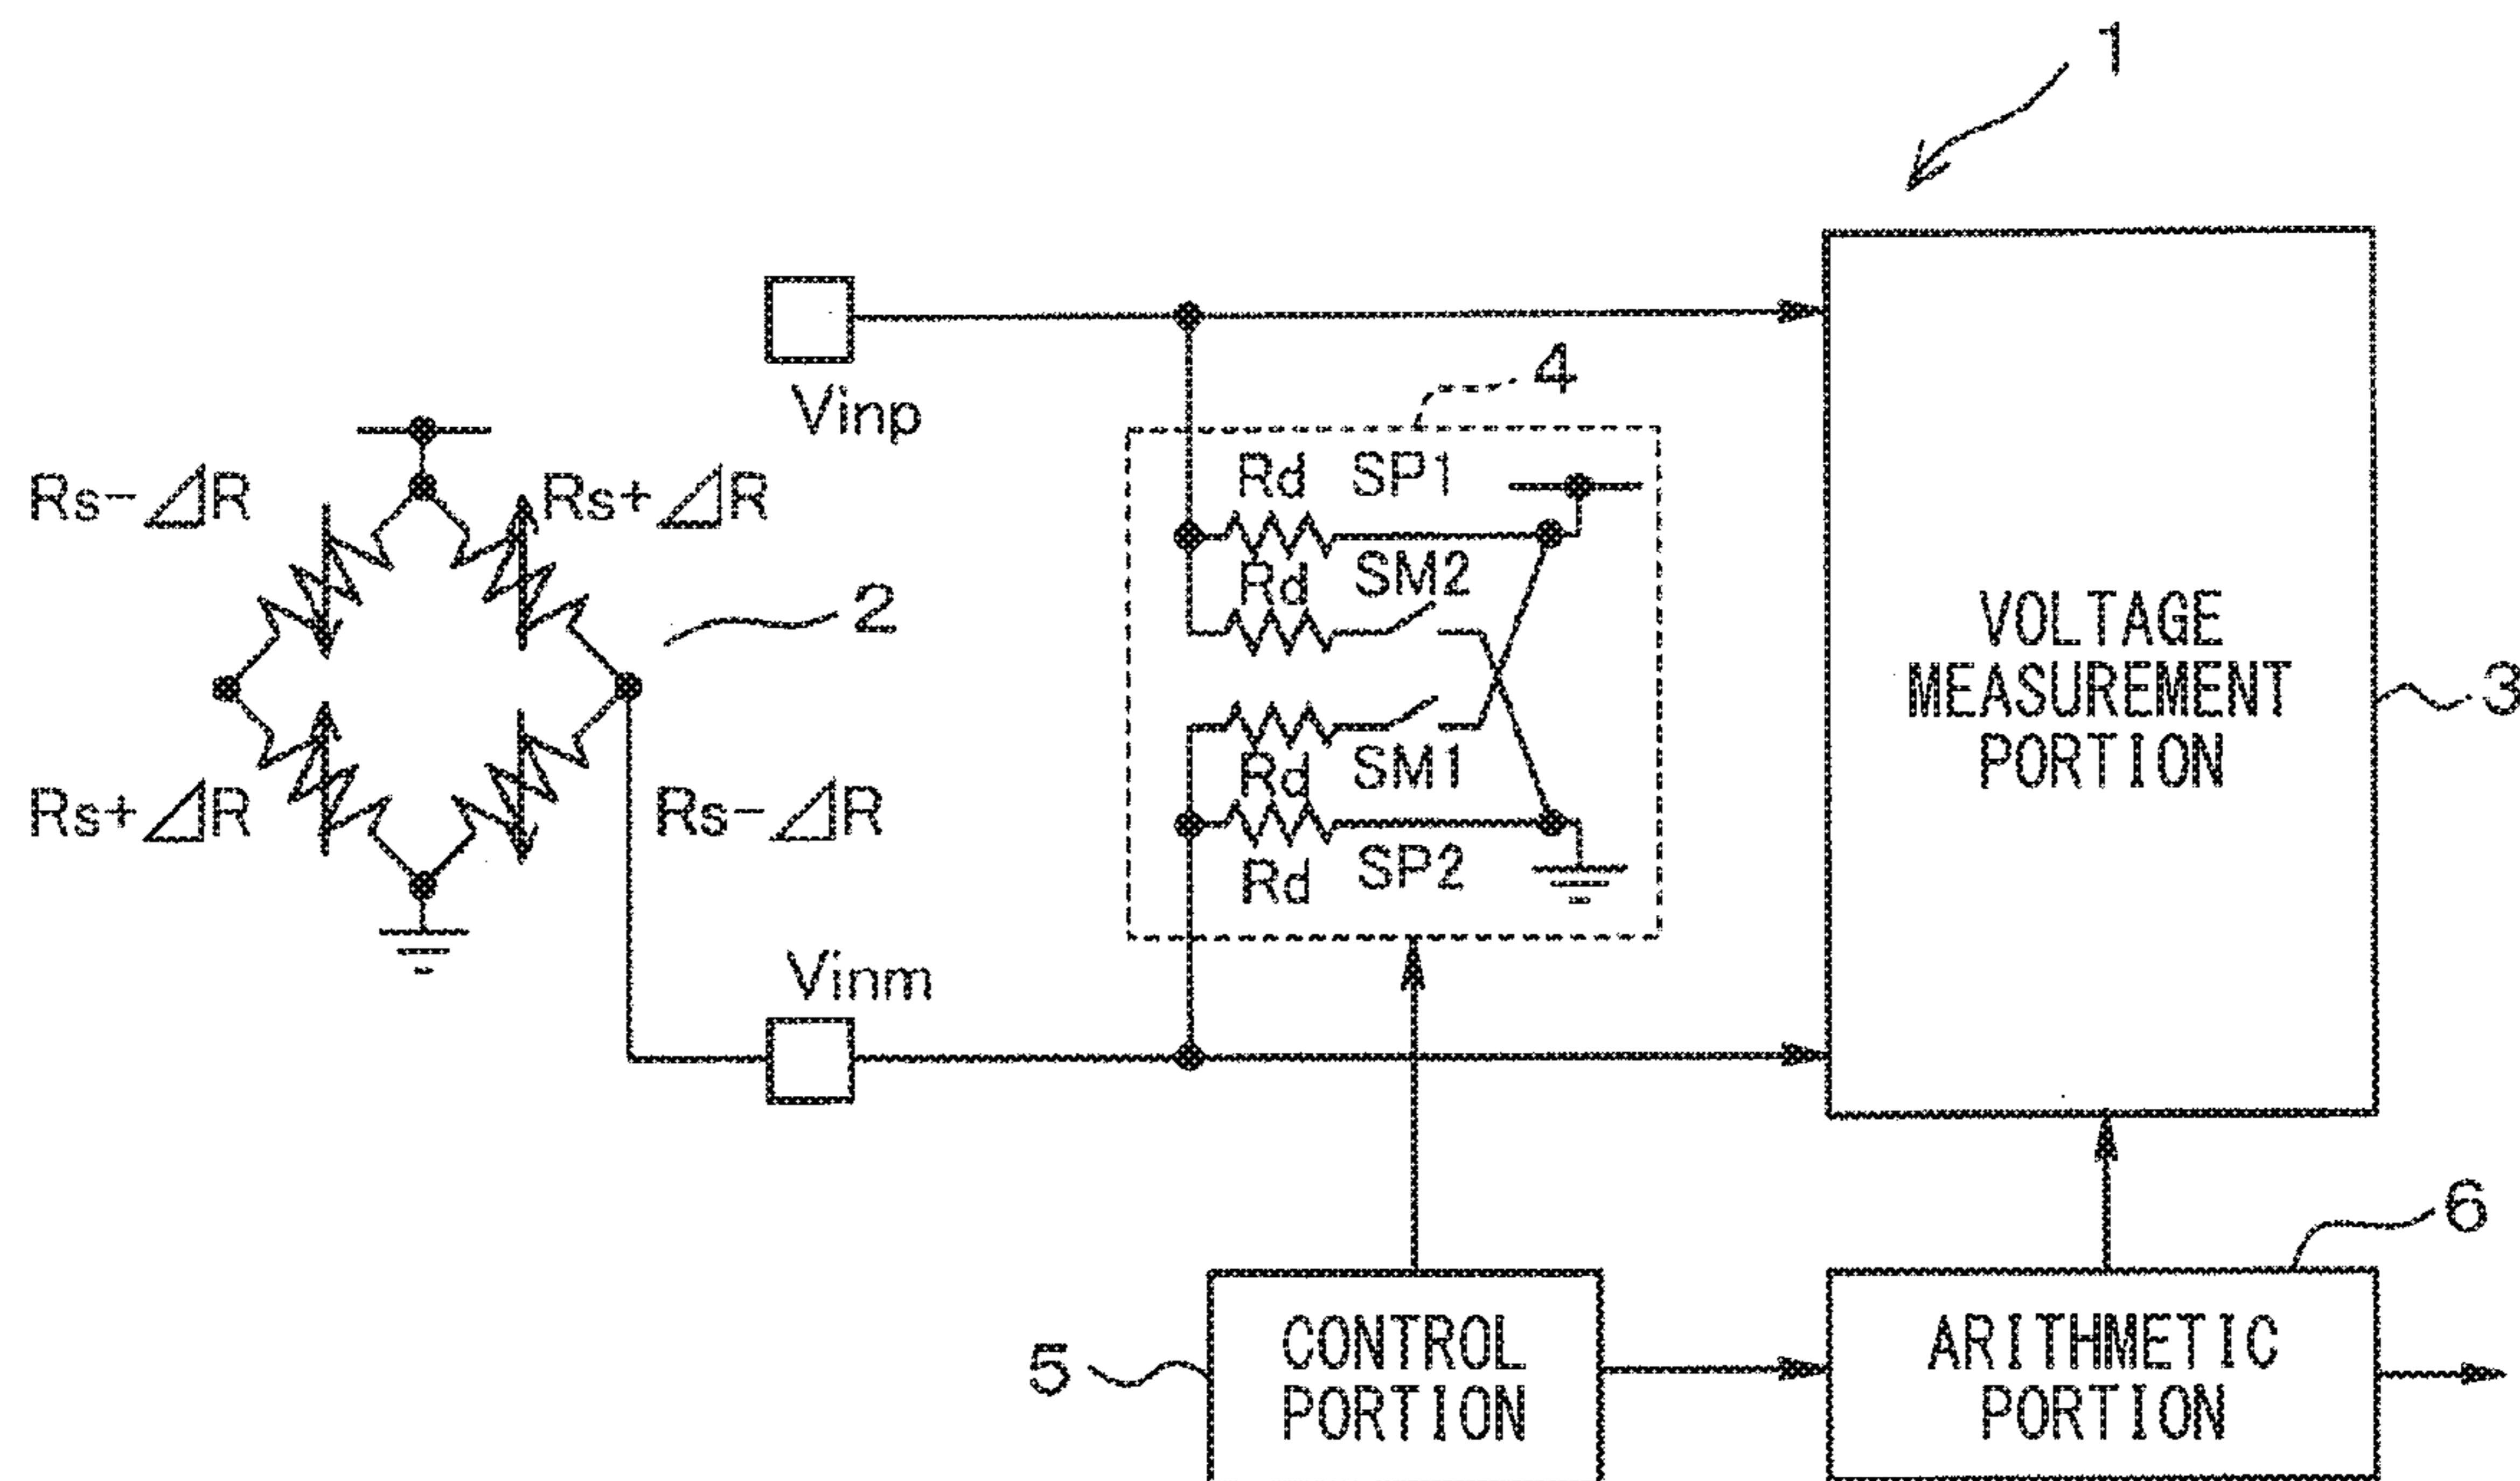 1
Vinp
4
Rs-⊿R
Rs+⊿R
Rd SP1
Rd SM2
2
VOLTAGE
MEASUREMENT
PORTION
3
Rd SM1
Rs+⊿R
Rs-⊿R
Rd SP2
Vinm
6
5
CONTROL
PORTION
ARITHMETIC
PORTION